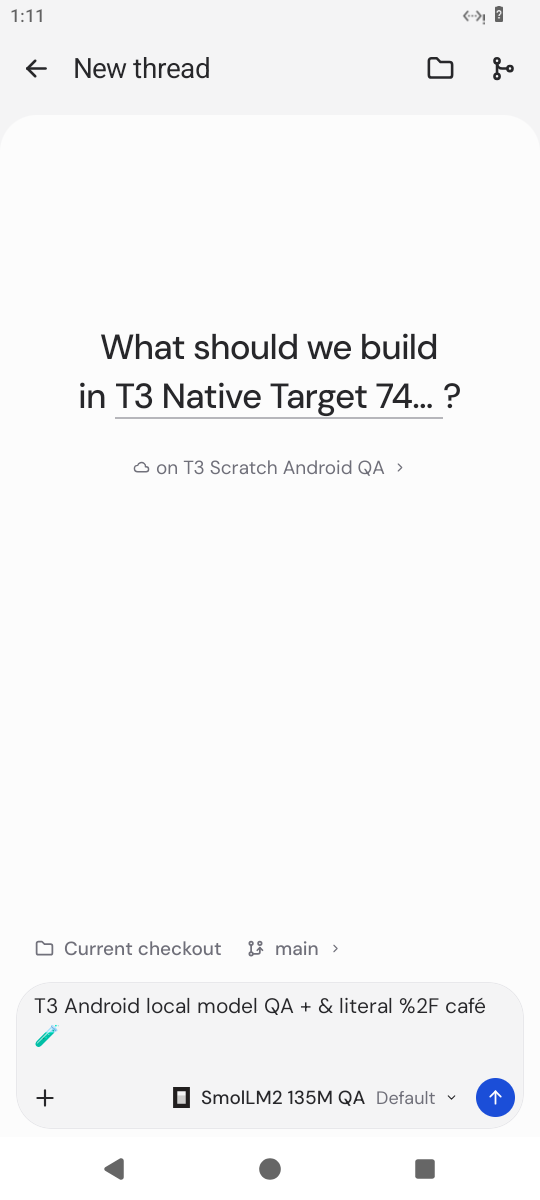 1:11
New thread
What should we build
in T3 Native Target 74... ?
on T3 Scratch Android QA
Current checkout main
T3 Android local model QA + & literal %2F café
🧪
SmolLM2 135M QA Default